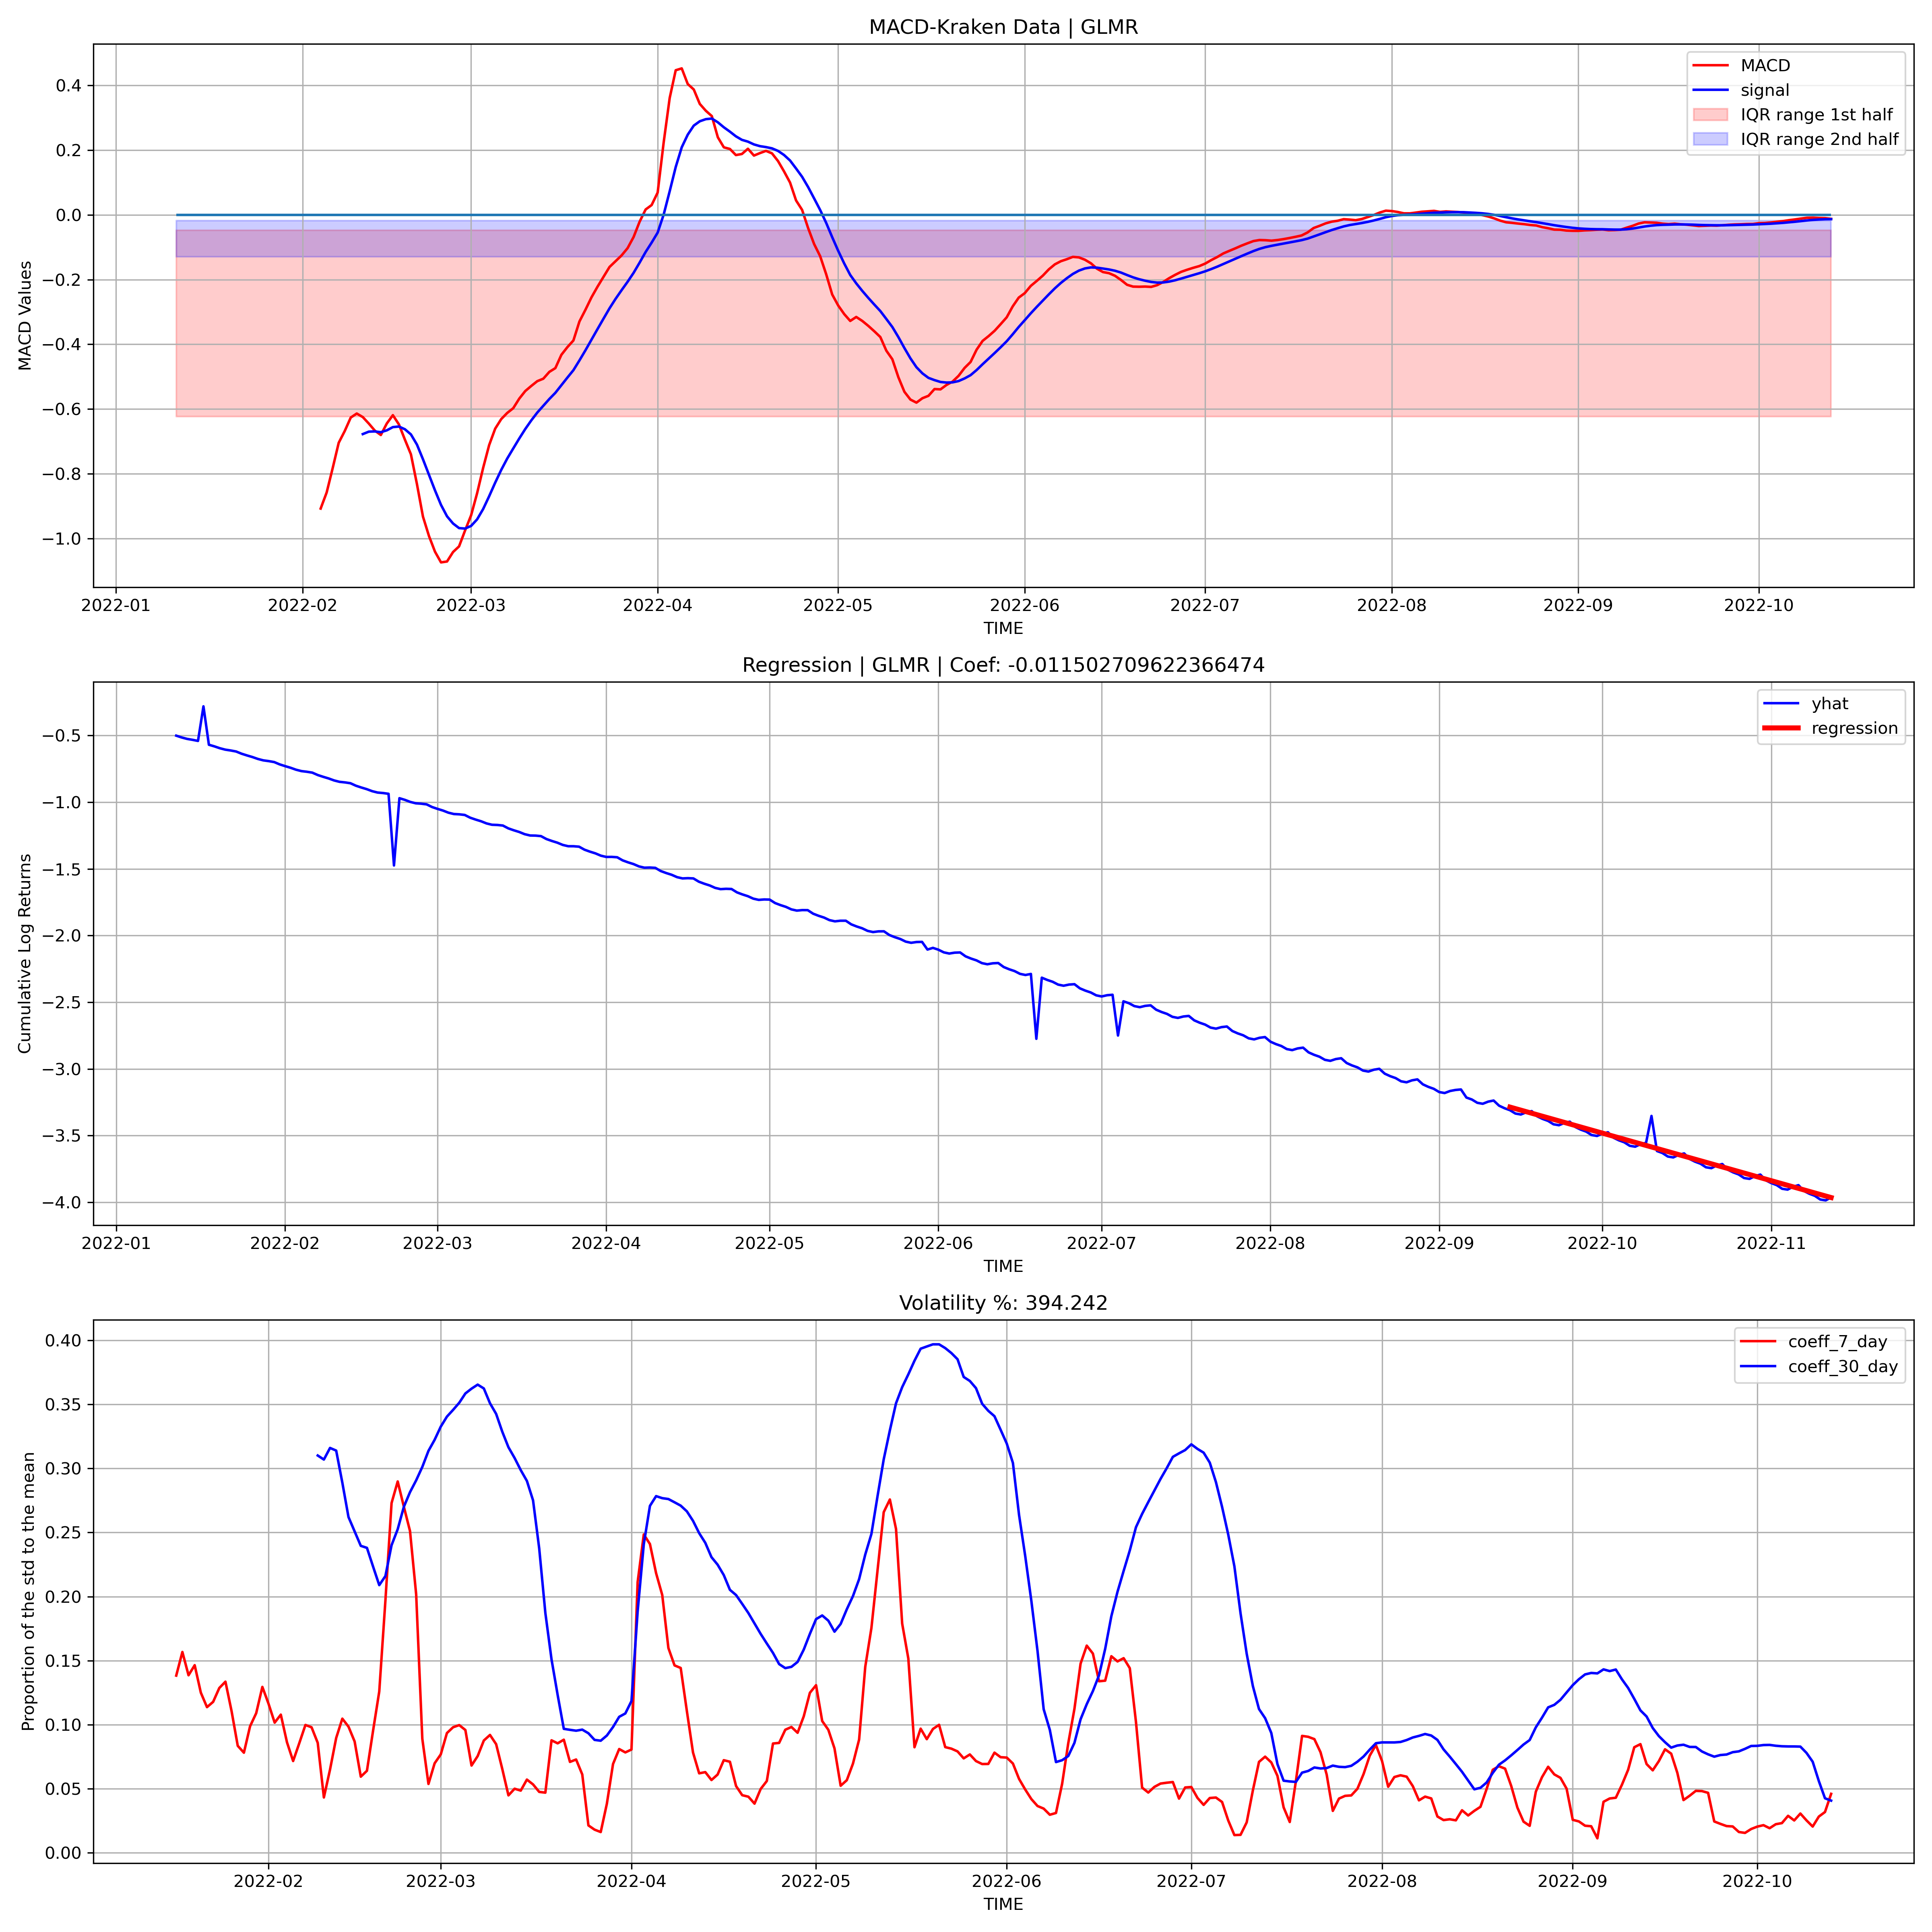 MACD-Kraken Data | GLMR
MACD Values
0.4
0.2
0.0
−0.2
−0.4
−0.6
−0.8
−1.0
MACD
signal
IQR range 1st half
IQR range 2nd half
2022-01 2022-02 2022-03 2022-04 2022-05 2022-06 2022-07 2022-08 2022-09 2022-10
TIME
Regression | GLMR | Coef: -0.011502709622366474
Cumulative Log Returns
−0.5
−1.0
−1.5
−2.0
−2.5
−3.0
−3.5
−4.0
yhat
regression
2022-01 2022-02 2022-03 2022-04 2022-05 2022-06 2022-07 2022-08 2022-09 2022-10 2022-11
TIME
Volatility %: 394.242
Proportion of the std to the mean
0.40
0.35
0.30
0.25
0.20
0.15
0.10
0.05
0.00
coeff_7_day
coeff_30_day
2022-02 2022-03 2022-04 2022-05 2022-06 2022-07 2022-08 2022-09 2022-10
TIME